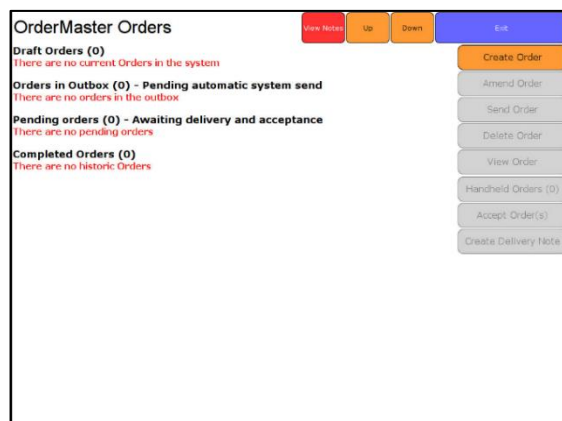 OrderMaster Orders
View Notes
Up
Down
Exit
Draft Orders (0)
There are no current Orders in the system
Orders in Outbox (0) - Pending automatic system send
There are no orders in the outbox
Pending orders (0) - Awaiting delivery and acceptance
There are no pending orders
Completed Orders (0)
There are no historic Orders
Create Order
Amend Order
Send Order
Delete Order
View Order
Handheld Orders (0)
Accept Order(s)
Create Delivery Note